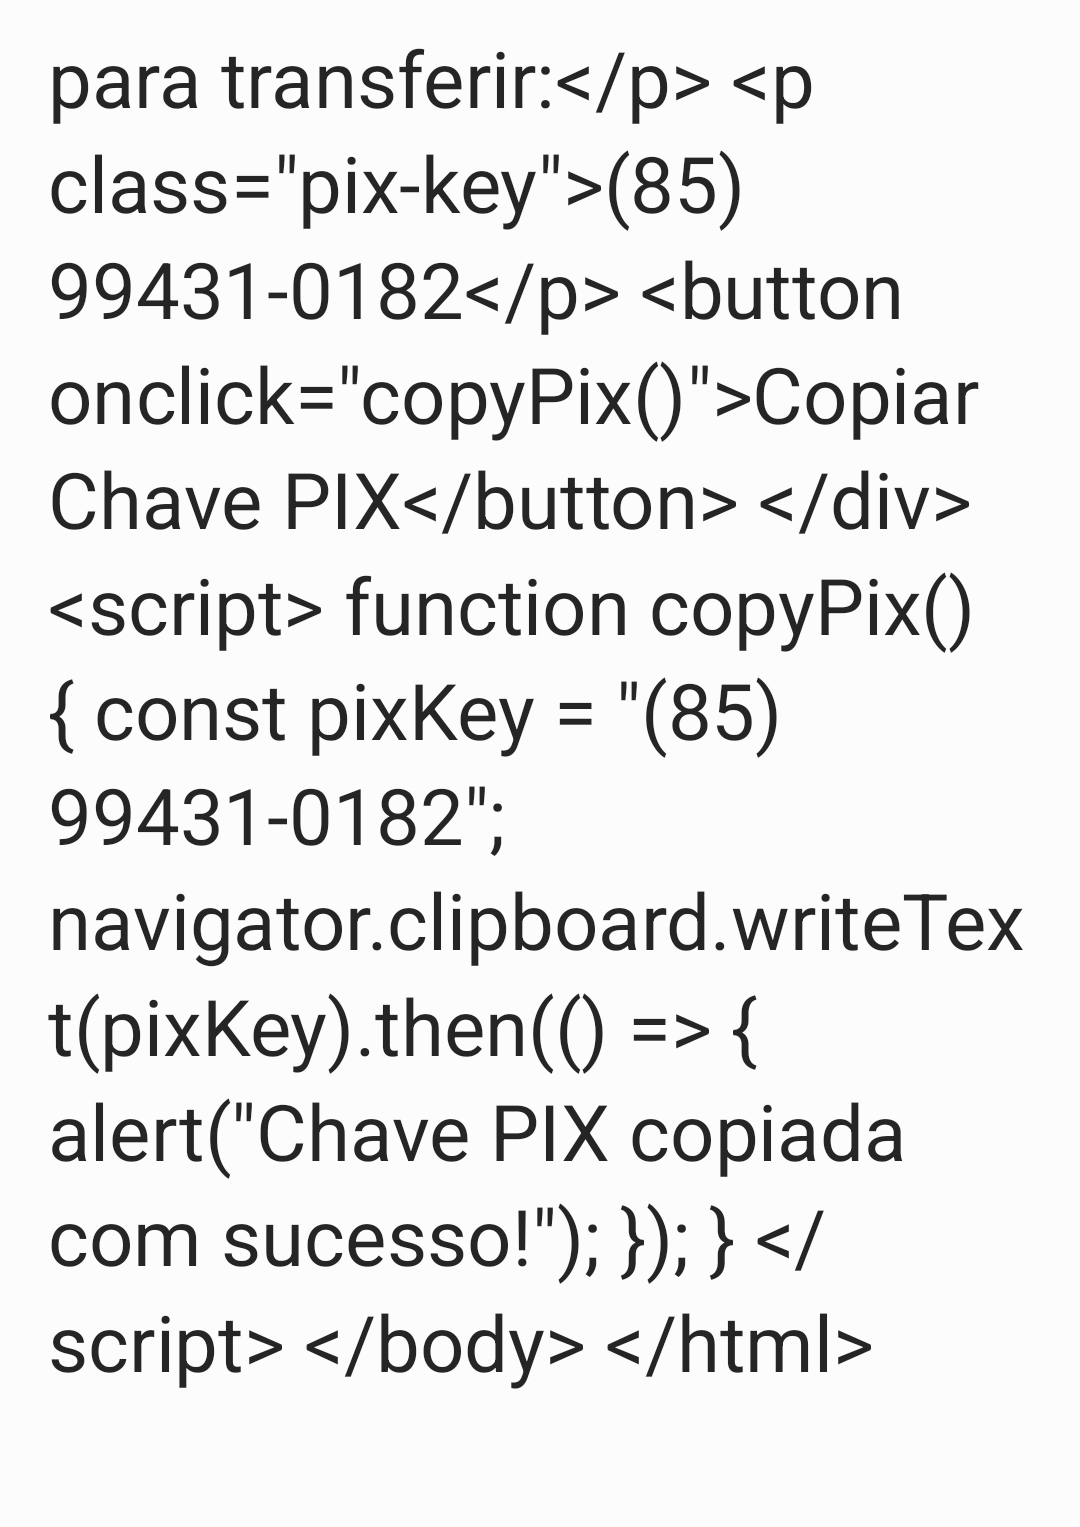 para transferir:</p> <p
class="pix-key">(85)
99431-0182</p> <button
onclick="copyPix()">Copiar
Chave PIX</button> </div>
<script> function copyPix()
{ const pixKey = "(85)
99431-0182";
navigator.clipboard.writeTex
t(pixKey).then(() => {
alert("Chave PIX copiada
com sucesso!"); }); } </
script> </body> </html>